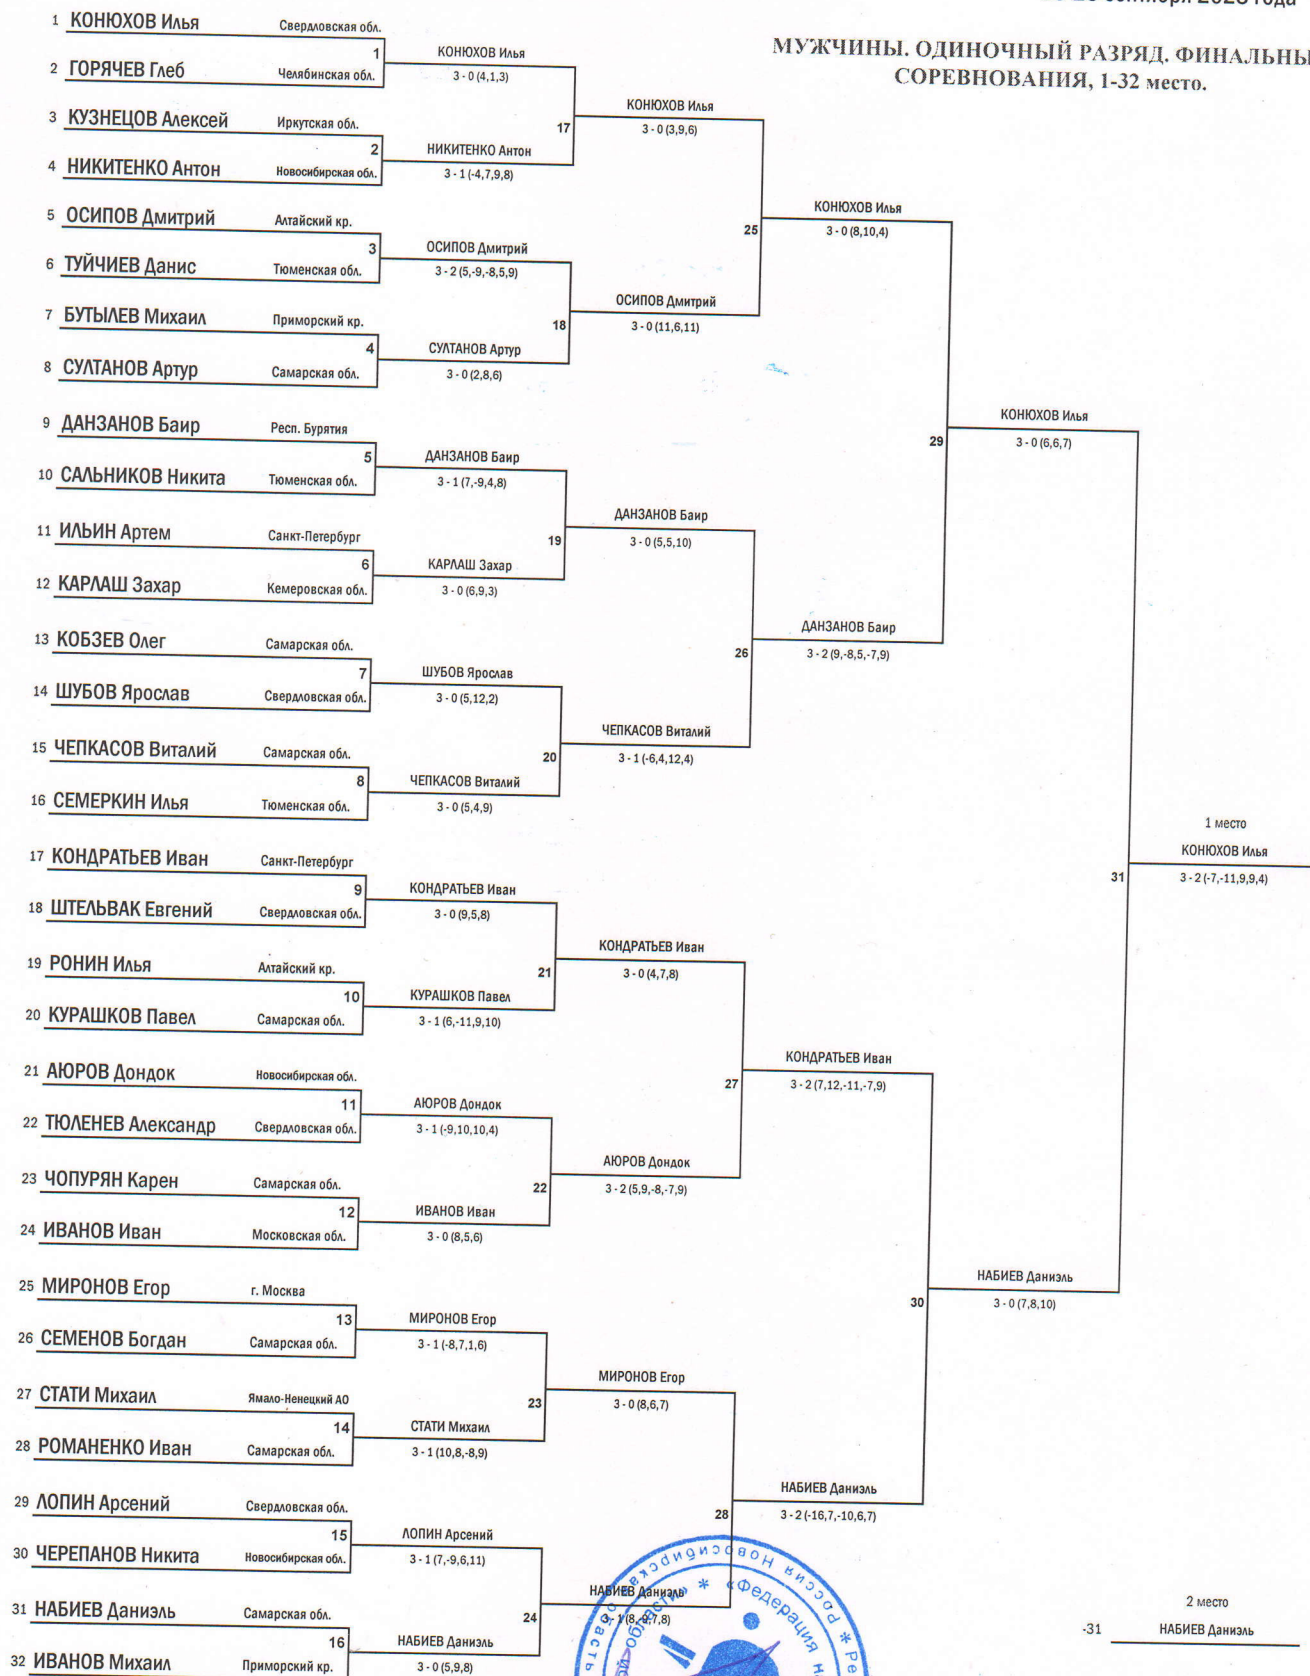 МУЖЧИНЫ. ОДИНОЧНЫЙ РАЗРЯД. ФИНАЛЬНЫ
СОРЕВНОВАНИЯ, 1-32 место.
1 КОНЮХОВ Илья Свердловская обл.
1 КОНЮХОВ Илья
2 ГОРЯЧЕВ Глеб Челябинская обл. 3 - 0 (4,1,3)
КОНЮХОВ Илья
3 КУЗНЕЦОВ Алексей Иркутская обл. 17 3 - 0 (3,9,6)
2 НИКИТЕНКО Антон
4 НИКИТЕНКО Антон Новосибирская обл. 3 - 1 (-4,7,9,8)
КОНЮХОВ Илья
5 ОСИПОВ Дмитрий Алтайский кр. 25 3 - 0 (8,10,4)
3 ОСИПОВ Дмитрий
6 ТУЙЧИЕВ Данис Тюменская обл. 3 - 2 (5,-9,-8,5,9)
ОСИПОВ Дмитрий
7 БУТЫЛЕВ Михаил Приморский кр. 18 3 - 0 (11,6,11)
4 СУЛТАНОВ Артур
8 СУЛТАНОВ Артур Самарская обл. 3 - 0 (2,8,6)
КОНЮХОВ Илья
9 ДАНЗАНОВ Баир Респ. Бурятия 29 3 - 0 (6,6,7)
5 ДАНЗАНОВ Баир
10 САЛЬНИКОВ Никита Тюменская обл. 3 - 1 (7,-9,4,8)
ДАНЗАНОВ Баир
11 ИЛЬИН Артем Санкт-Петербург 19 3 - 0 (5,5,10)
6 КАРЛАШ Захар
12 КАРЛАШ Захар Кемеровская обл. 3 - 0 (6,9,3)
ДАНЗАНОВ Баир
13 КОБЗЕВ Олег Самарская обл. 26 3 - 2 (9,-8,5,-7,9)
7 ШУБОВ Ярослав
14 ШУБОВ Ярослав Свердловская обл. 3 - 0 (5,12,2)
ЧЕПКАСОВ Виталий
15 ЧЕПКАСОВ Виталий Самарская обл. 20 3 - 1 (-6,4,12,4)
8 ЧЕПКАСОВ Виталий
16 СЕМЕРКИН Илья Тюменская обл. 3 - 0 (5,4,9)
1 место
КОНЮХОВ Илья
31 3 - 2 (-7,-11,9,9,4)
17 КОНДРАТЬЕВ Иван Санкт-Петербург
9 КОНДРАТЬЕВ Иван
18 ШТЕЛЬВАК Евгений Свердловская обл. 3 - 0 (9,5,8)
КОНДРАТЬЕВ Иван
19 РОНИН Илья Алтайский кр. 21 3 - 0 (4,7,8)
10 КУРАШКОВ Павел
20 КУРАШКОВ Павел Самарская обл. 3 - 1 (6,-11,9,10)
КОНДРАТЬЕВ Иван
21 АЮРОВ Дондок Новосибирская обл. 27 3 - 2 (7,12,-11,-7,9)
11 АЮРОВ Дондок
22 ТЮЛЕНЕВ Александр Свердловская обл. 3 - 1 (-9,10,10,4)
АЮРОВ Дондок
23 ЧОПУРЯН Карен Самарская обл. 22 3 - 2 (5,9,-8,-7,9)
12 ИВАНОВ Иван
24 ИВАНОВ Иван Московская обл. 3 - 0 (8,5,6)
НАБИЕВ Даниэль
25 МИРОНОВ Егор г. Москва 30 3 - 0 (7,8,10)
13 МИРОНОВ Егор
26 СЕМЕНОВ Богдан Самарская обл. 3 - 1 (-8,7,1,6)
МИРОНОВ Егор
27 СТАТИ Михаил Ямало-Ненецкий АО 23 3 - 0 (8,6,7)
14 СТАТИ Михаил
28 РОМАНЕНКО Иван Самарская обл. 3 - 1 (10,8,-8,9)
НАБИЕВ Даниэль
29 ЛОПИН Арсений Свердловская обл. 28 3 - 2 (-16,7,-10,6,7)
15 ЛОПИН Арсений
30 ЧЕРЕПАНОВ Никита Новосибирская обл. 3 - 1 (7,-9,6,11)
НАБИЕВ Даниэль
31 НАБИЕВ Даниэль Самарская обл. 24 3 - 1 (8,-9,7,8)
16 НАБИЕВ Даниэль
32 ИВАНОВ Михаил Приморский кр. 3 - 0 (5,9,8)
2 место
-31 НАБИЕВ Даниэль
Россия Новосибирская область
«Федерация
области»